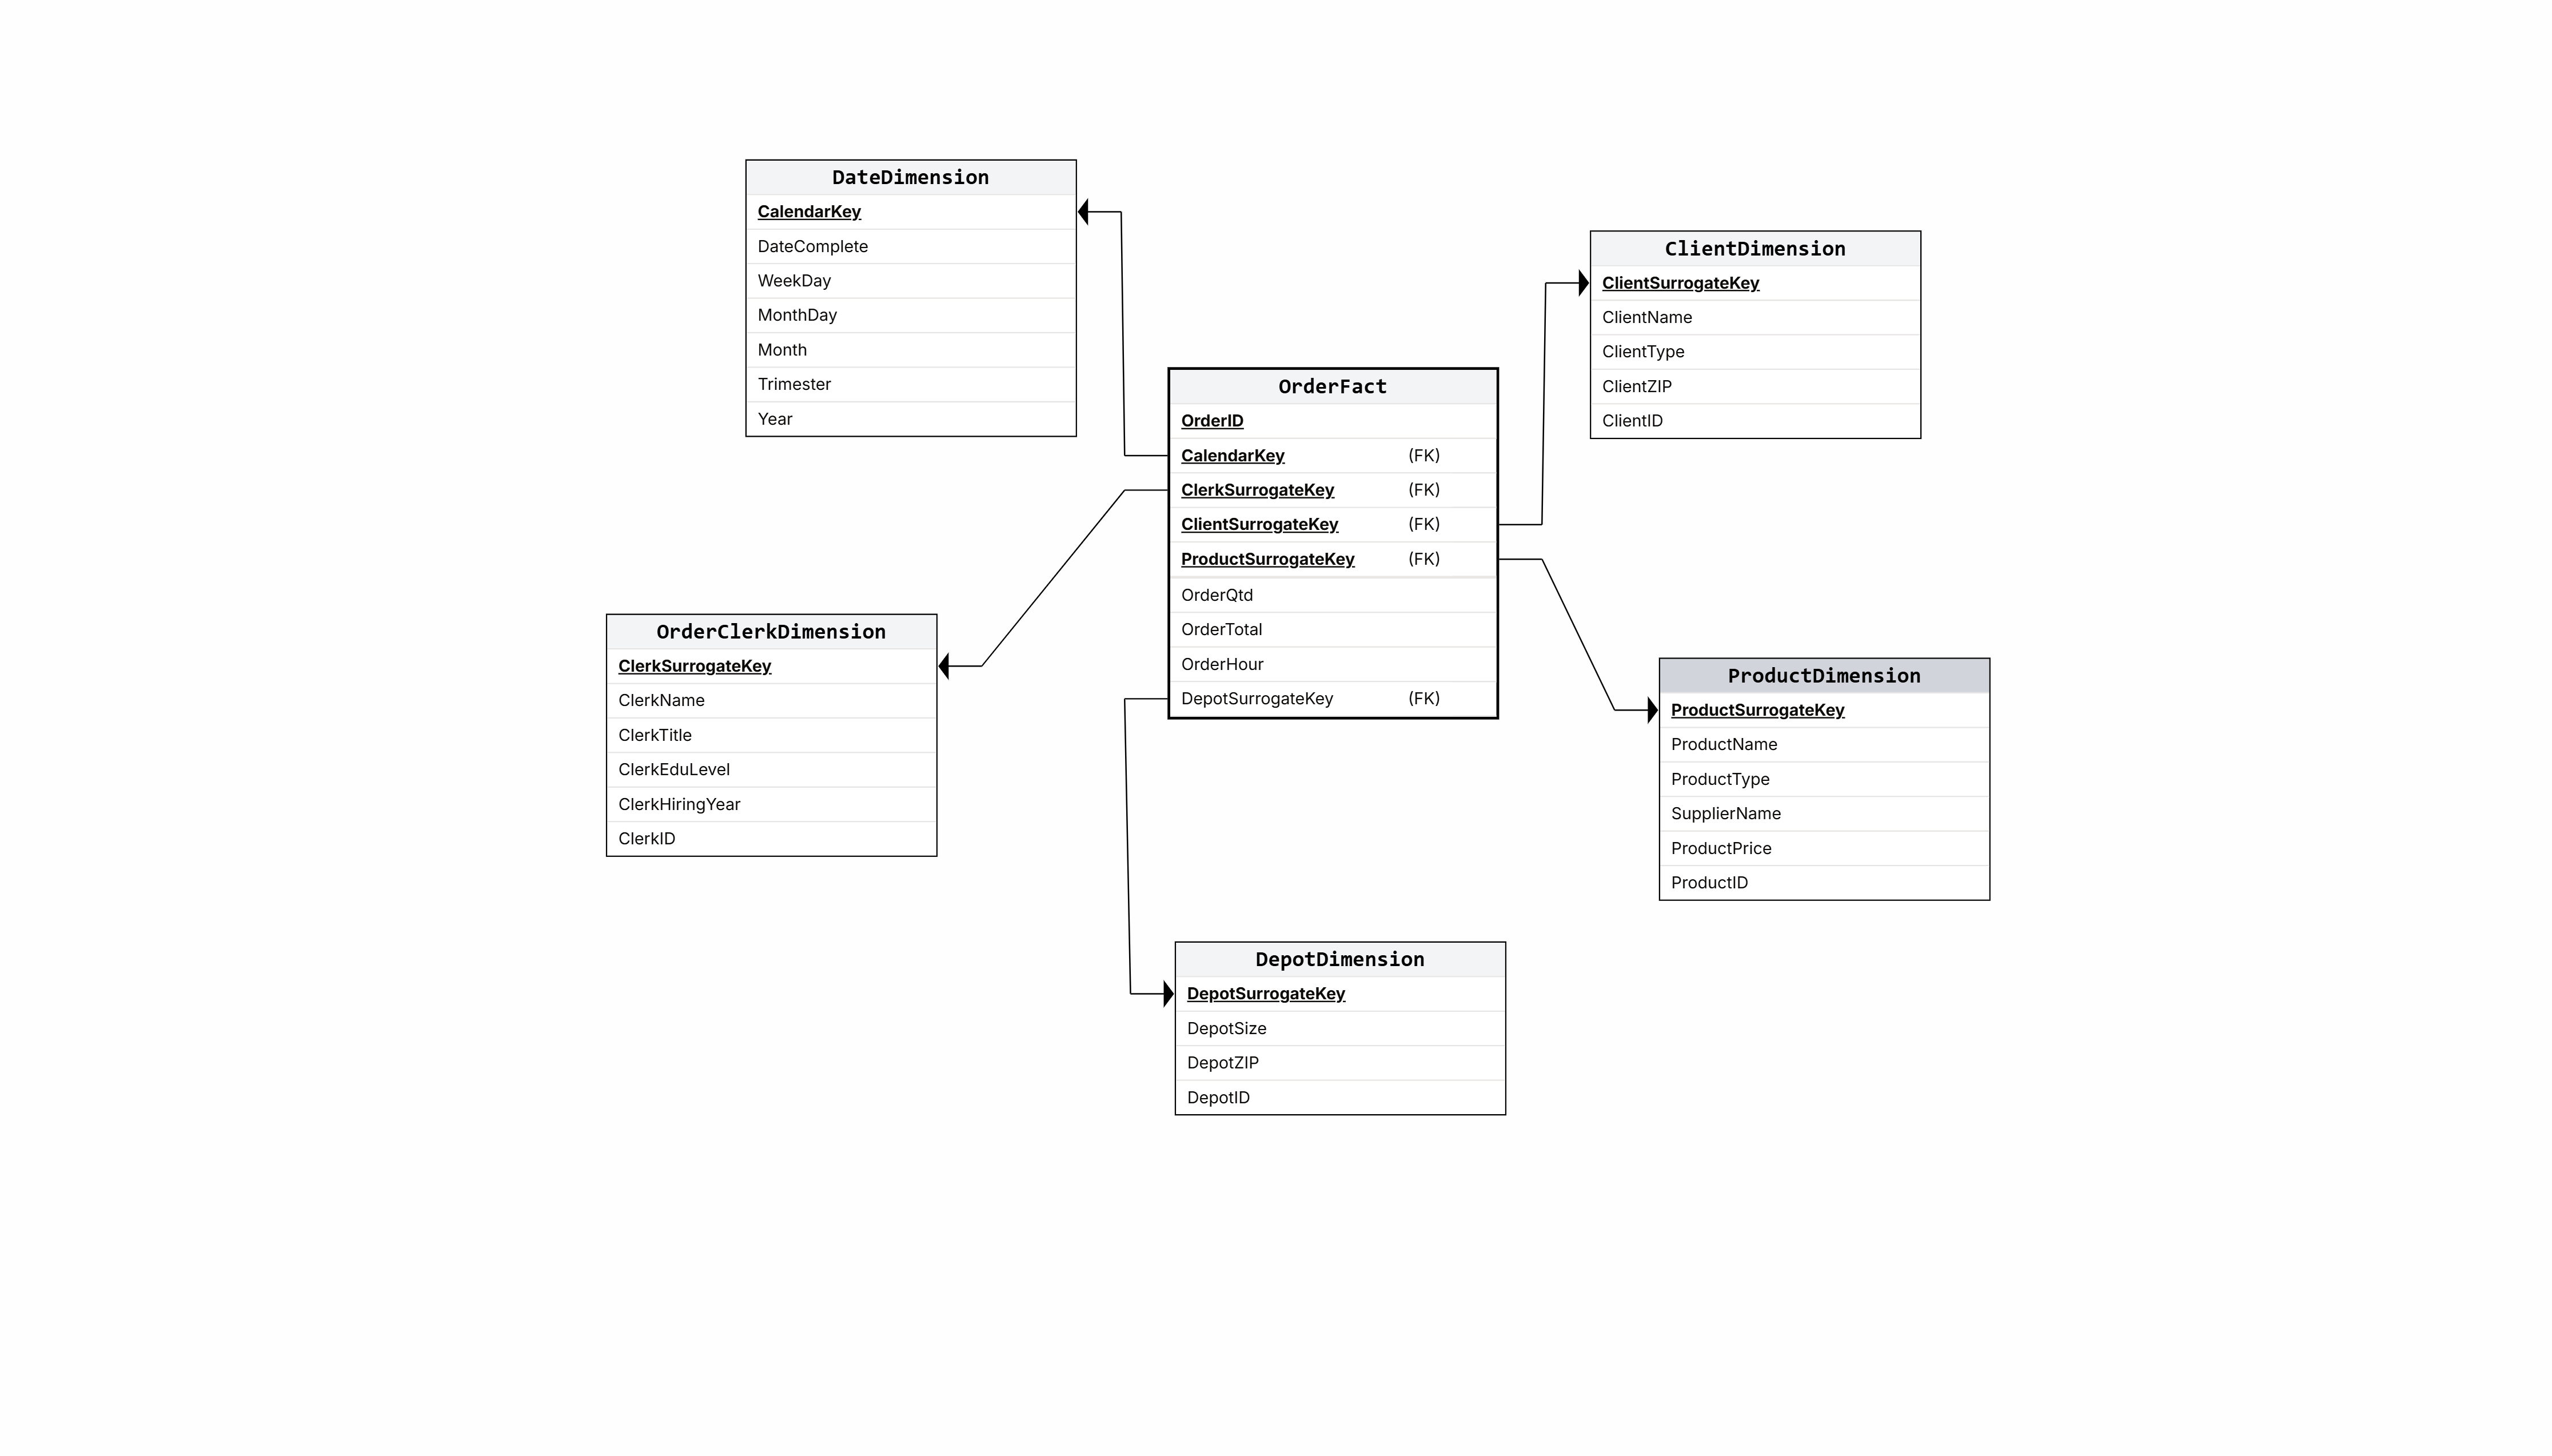 DateDimension
CalendarKey
DateComplete
WeekDay
MonthDay
Month
Trimester
Year
ClientDimension
ClientSurrogateKey
ClientName
ClientType
ClientZIP
ClientID
OrderFact
OrderID
CalendarKey (FK)
ClerkSurrogateKey (FK)
ClientSurrogateKey (FK)
ProductSurrogateKey (FK)
OrderQtd
OrderTotal
OrderHour
DepotSurrogateKey (FK)
OrderClerkDimension
ClerkSurrogateKey
ClerkName
ClerkTitle
ClerkEduLevel
ClerkHiringYear
ClerkID
ProductDimension
ProductSurrogateKey
ProductName
ProductType
SupplierName
ProductPrice
ProductID
DepotDimension
DepotSurrogateKey
DepotSize
DepotZIP
DepotID